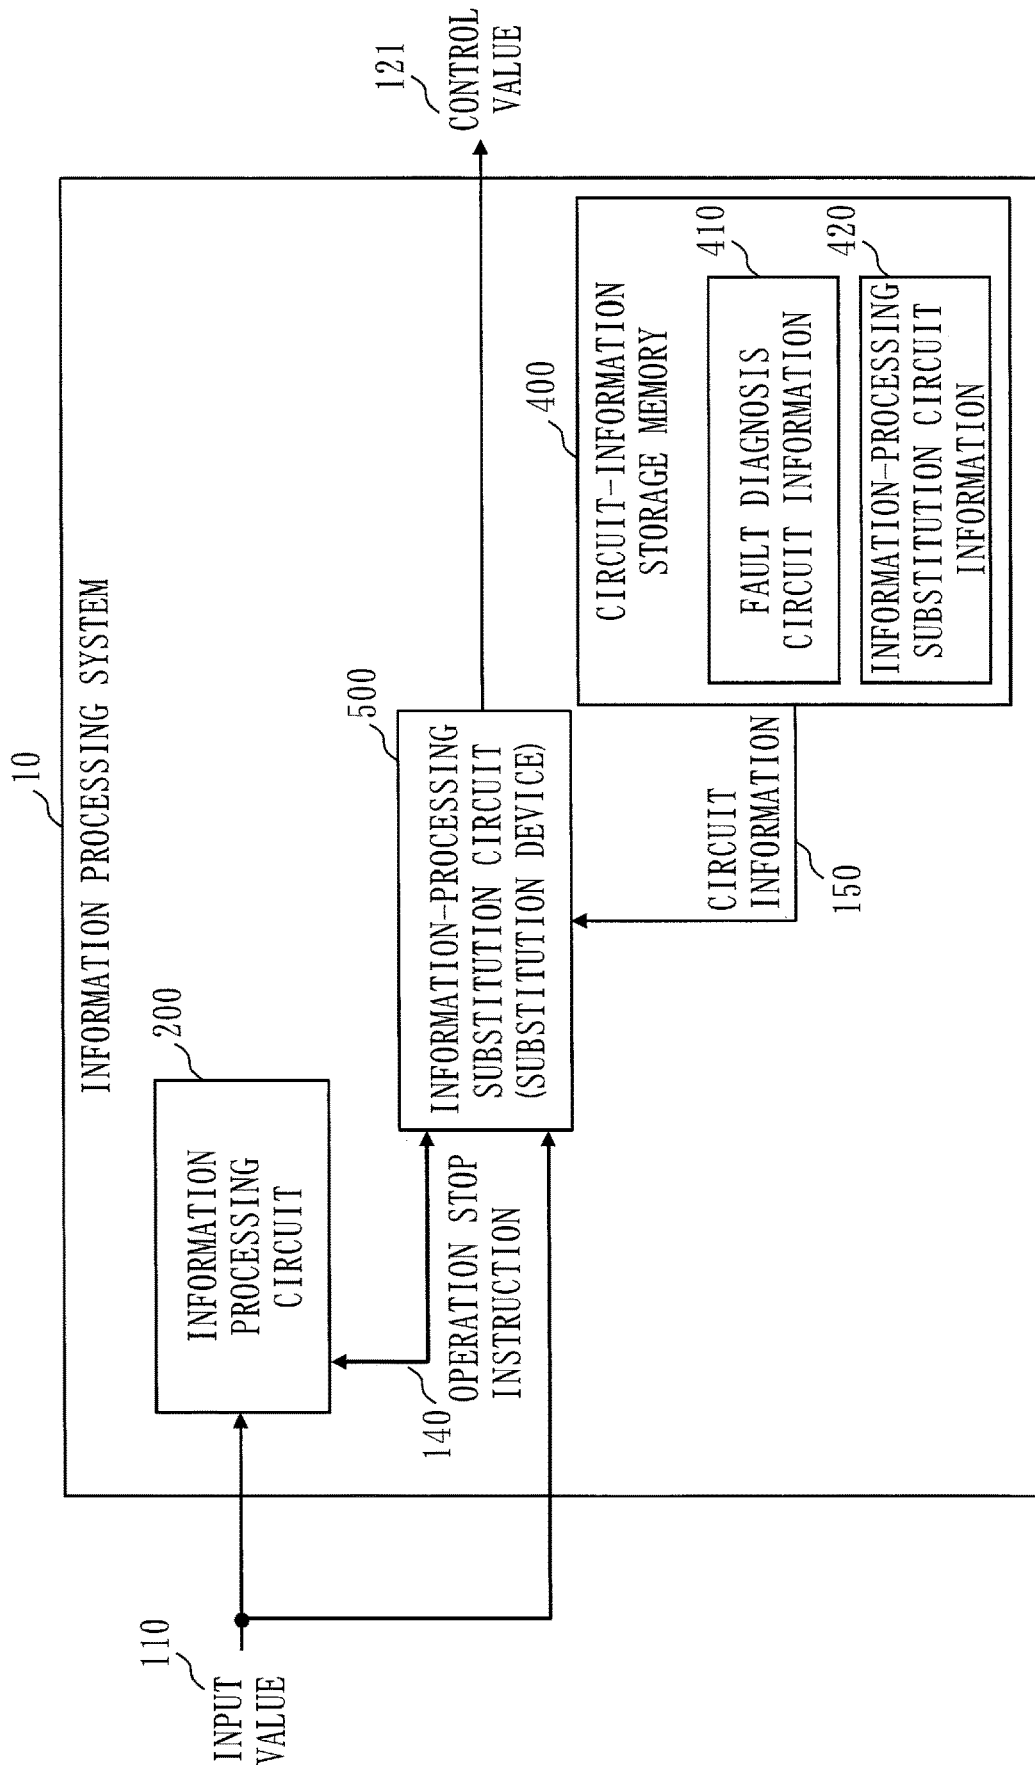 10
INFORMATION PROCESSING SYSTEM
110
INPUT
VALUE
200
INFORMATION
PROCESSING
CIRCUIT
140
OPERATION STOP
INSTRUCTION
500
INFORMATION-PROCESSING
SUBSTITUTION CIRCUIT
(SUBSTITUTION DEVICE)
121
CONTROL
VALUE
CIRCUIT
INFORMATION
150
400
CIRCUIT-INFORMATION
STORAGE MEMORY
410
FAULT DIAGNOSIS
CIRCUIT INFORMATION
420
INFORMATION-PROCESSING
SUBSTITUTION CIRCUIT
INFORMATION